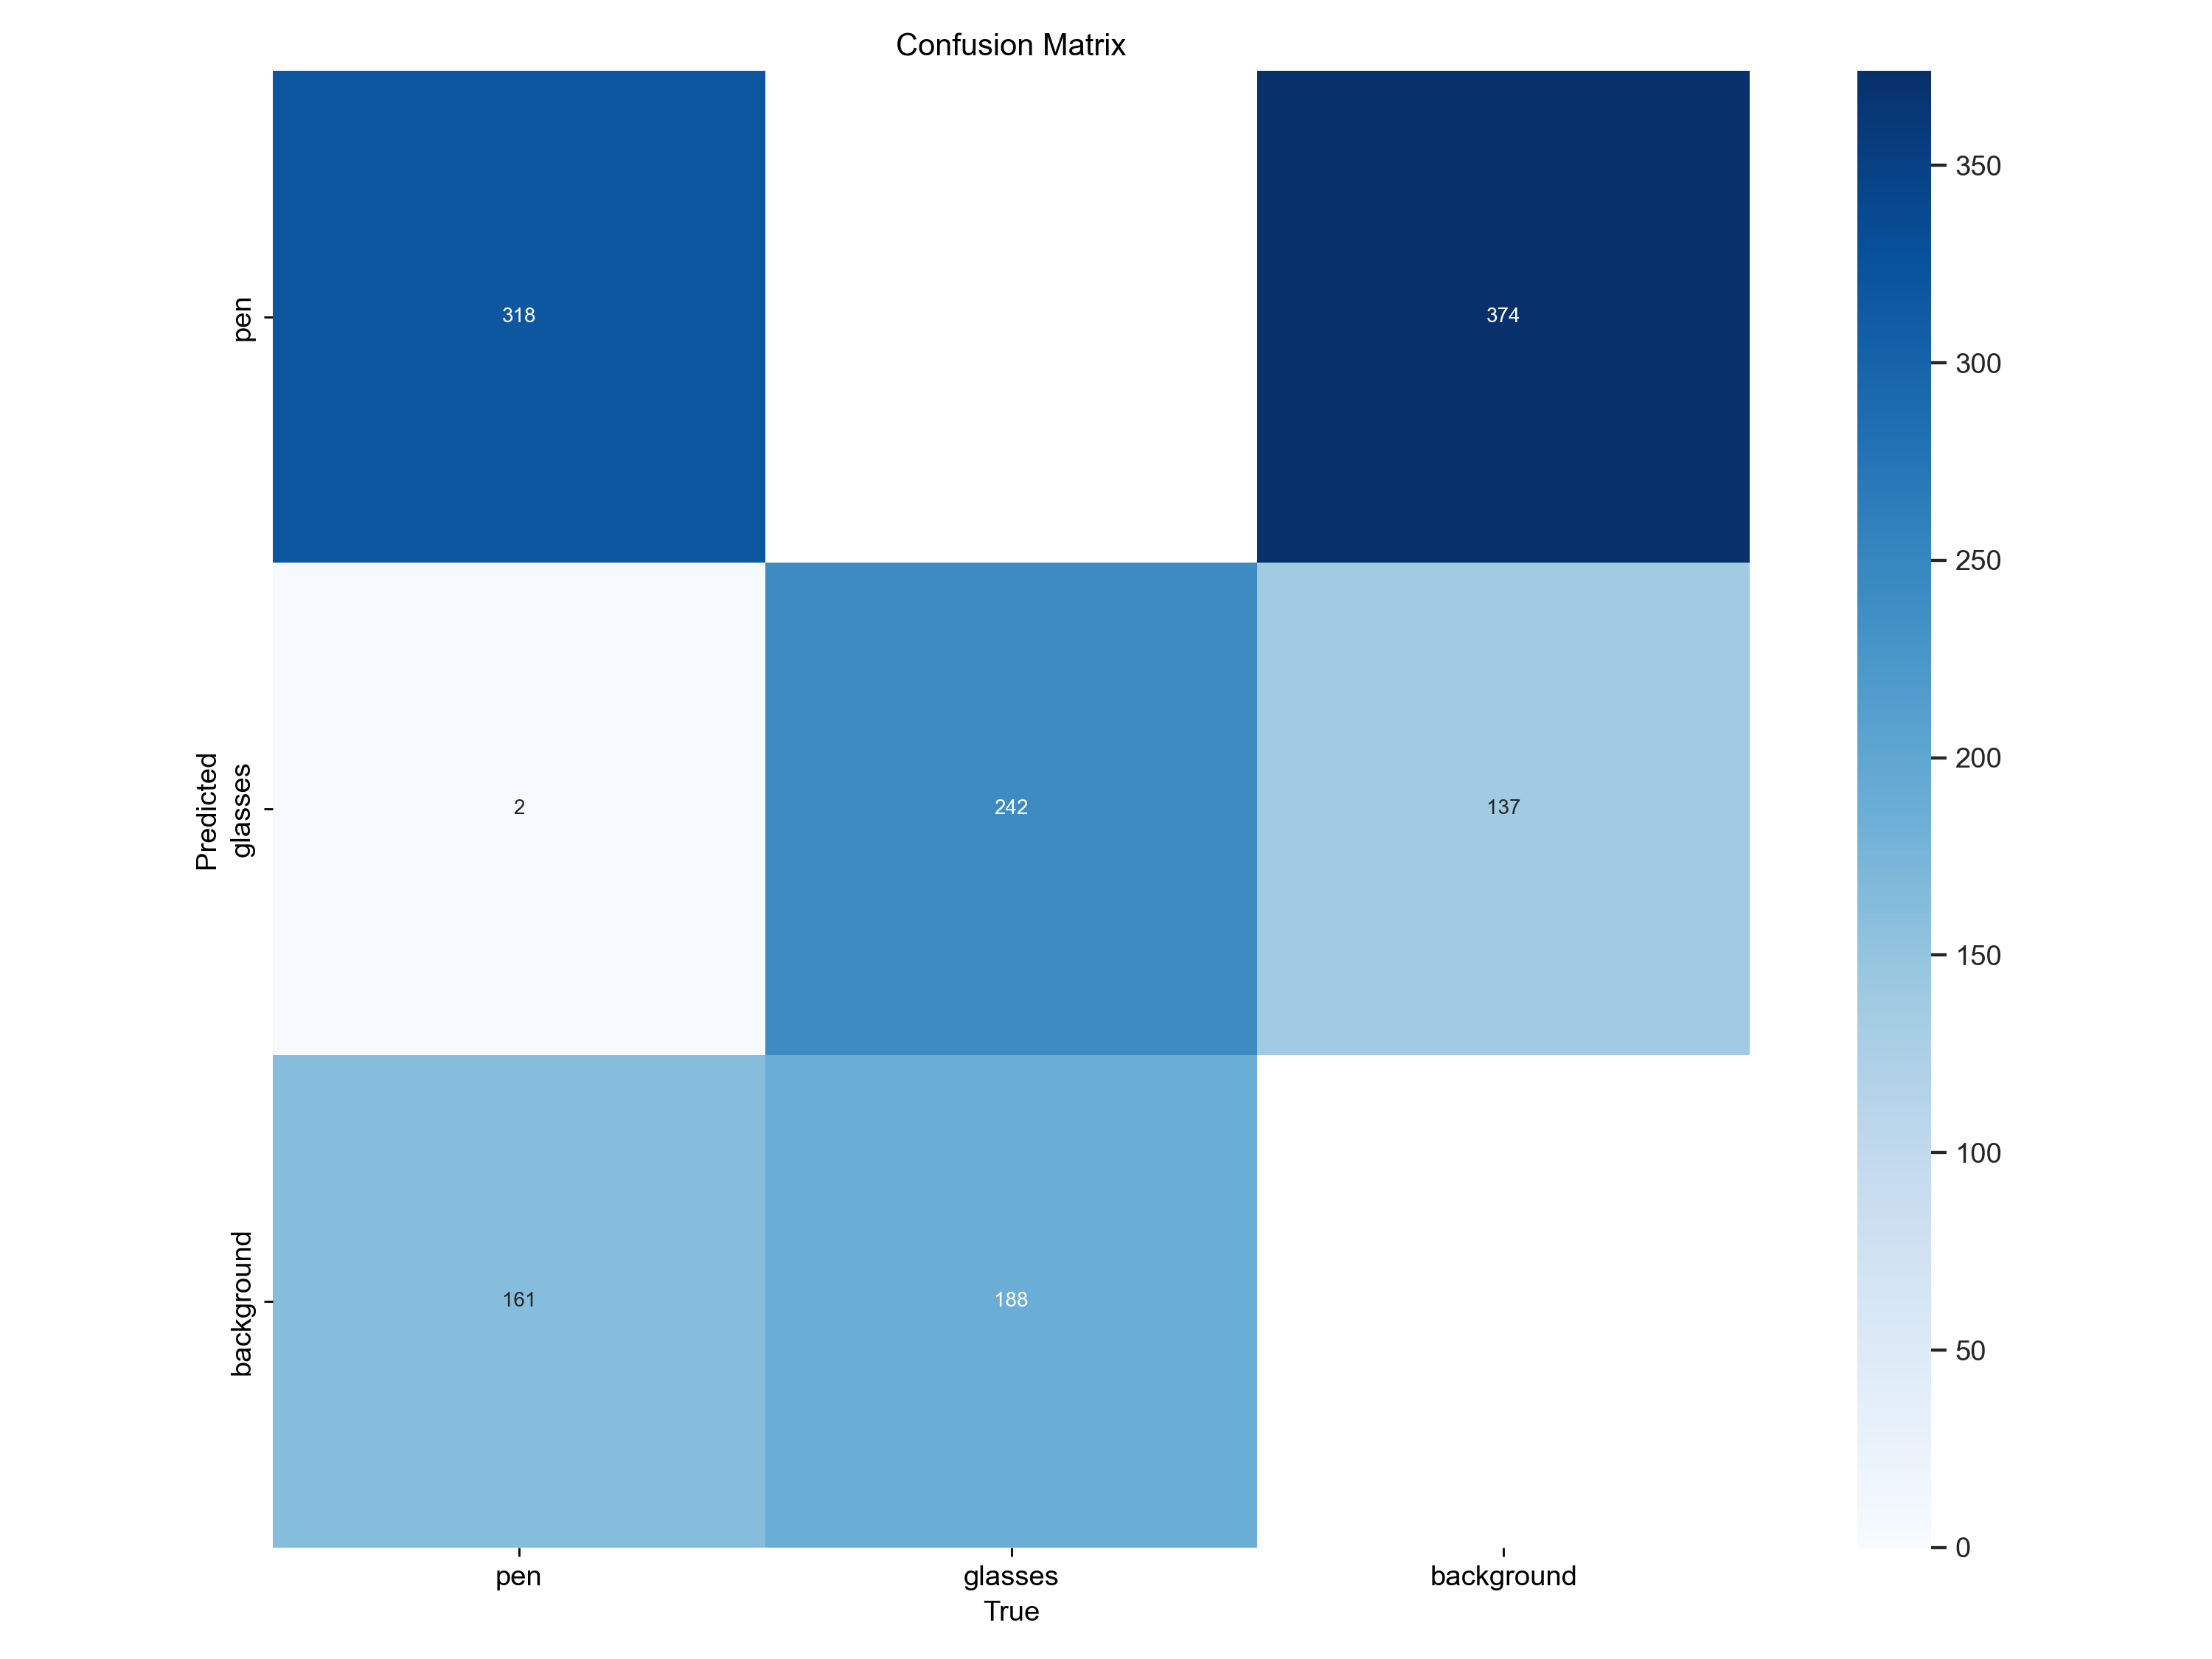 Confusion Matrix
pen
318
374
350
300
250
200
150
100
50
0
Predicted
glasses
2
242
137
background
161
188
pen
glasses
background
True